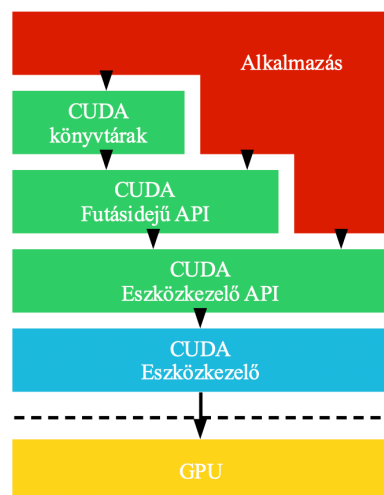 Alkalmazás
CUDA
könyvtárak
CUDA
Futásidejű API
CUDA
Eszközkezelő API
CUDA
Eszközkezelő
GPU